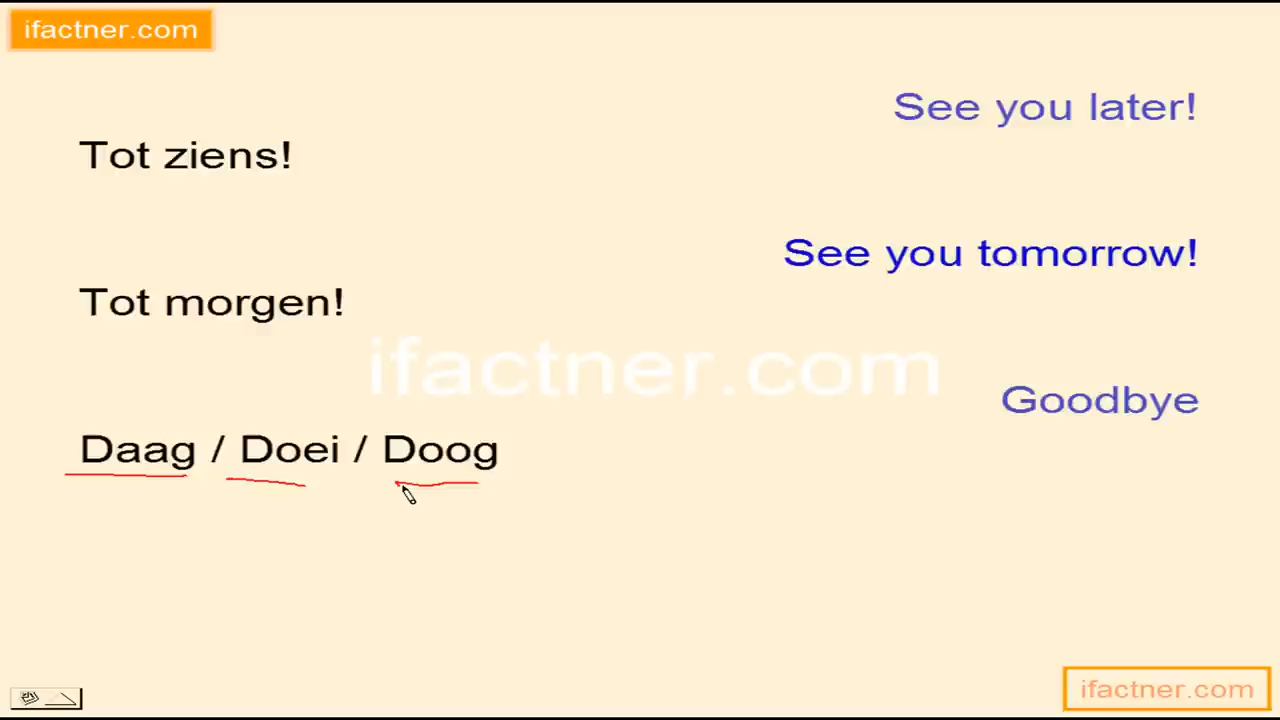 ifactner.com
See you later!
Tot ziens!
See you tomorrow!
Tot morgen!
ifactner.com
Goodbye
Daag / Doei / Doog
ifactner.com